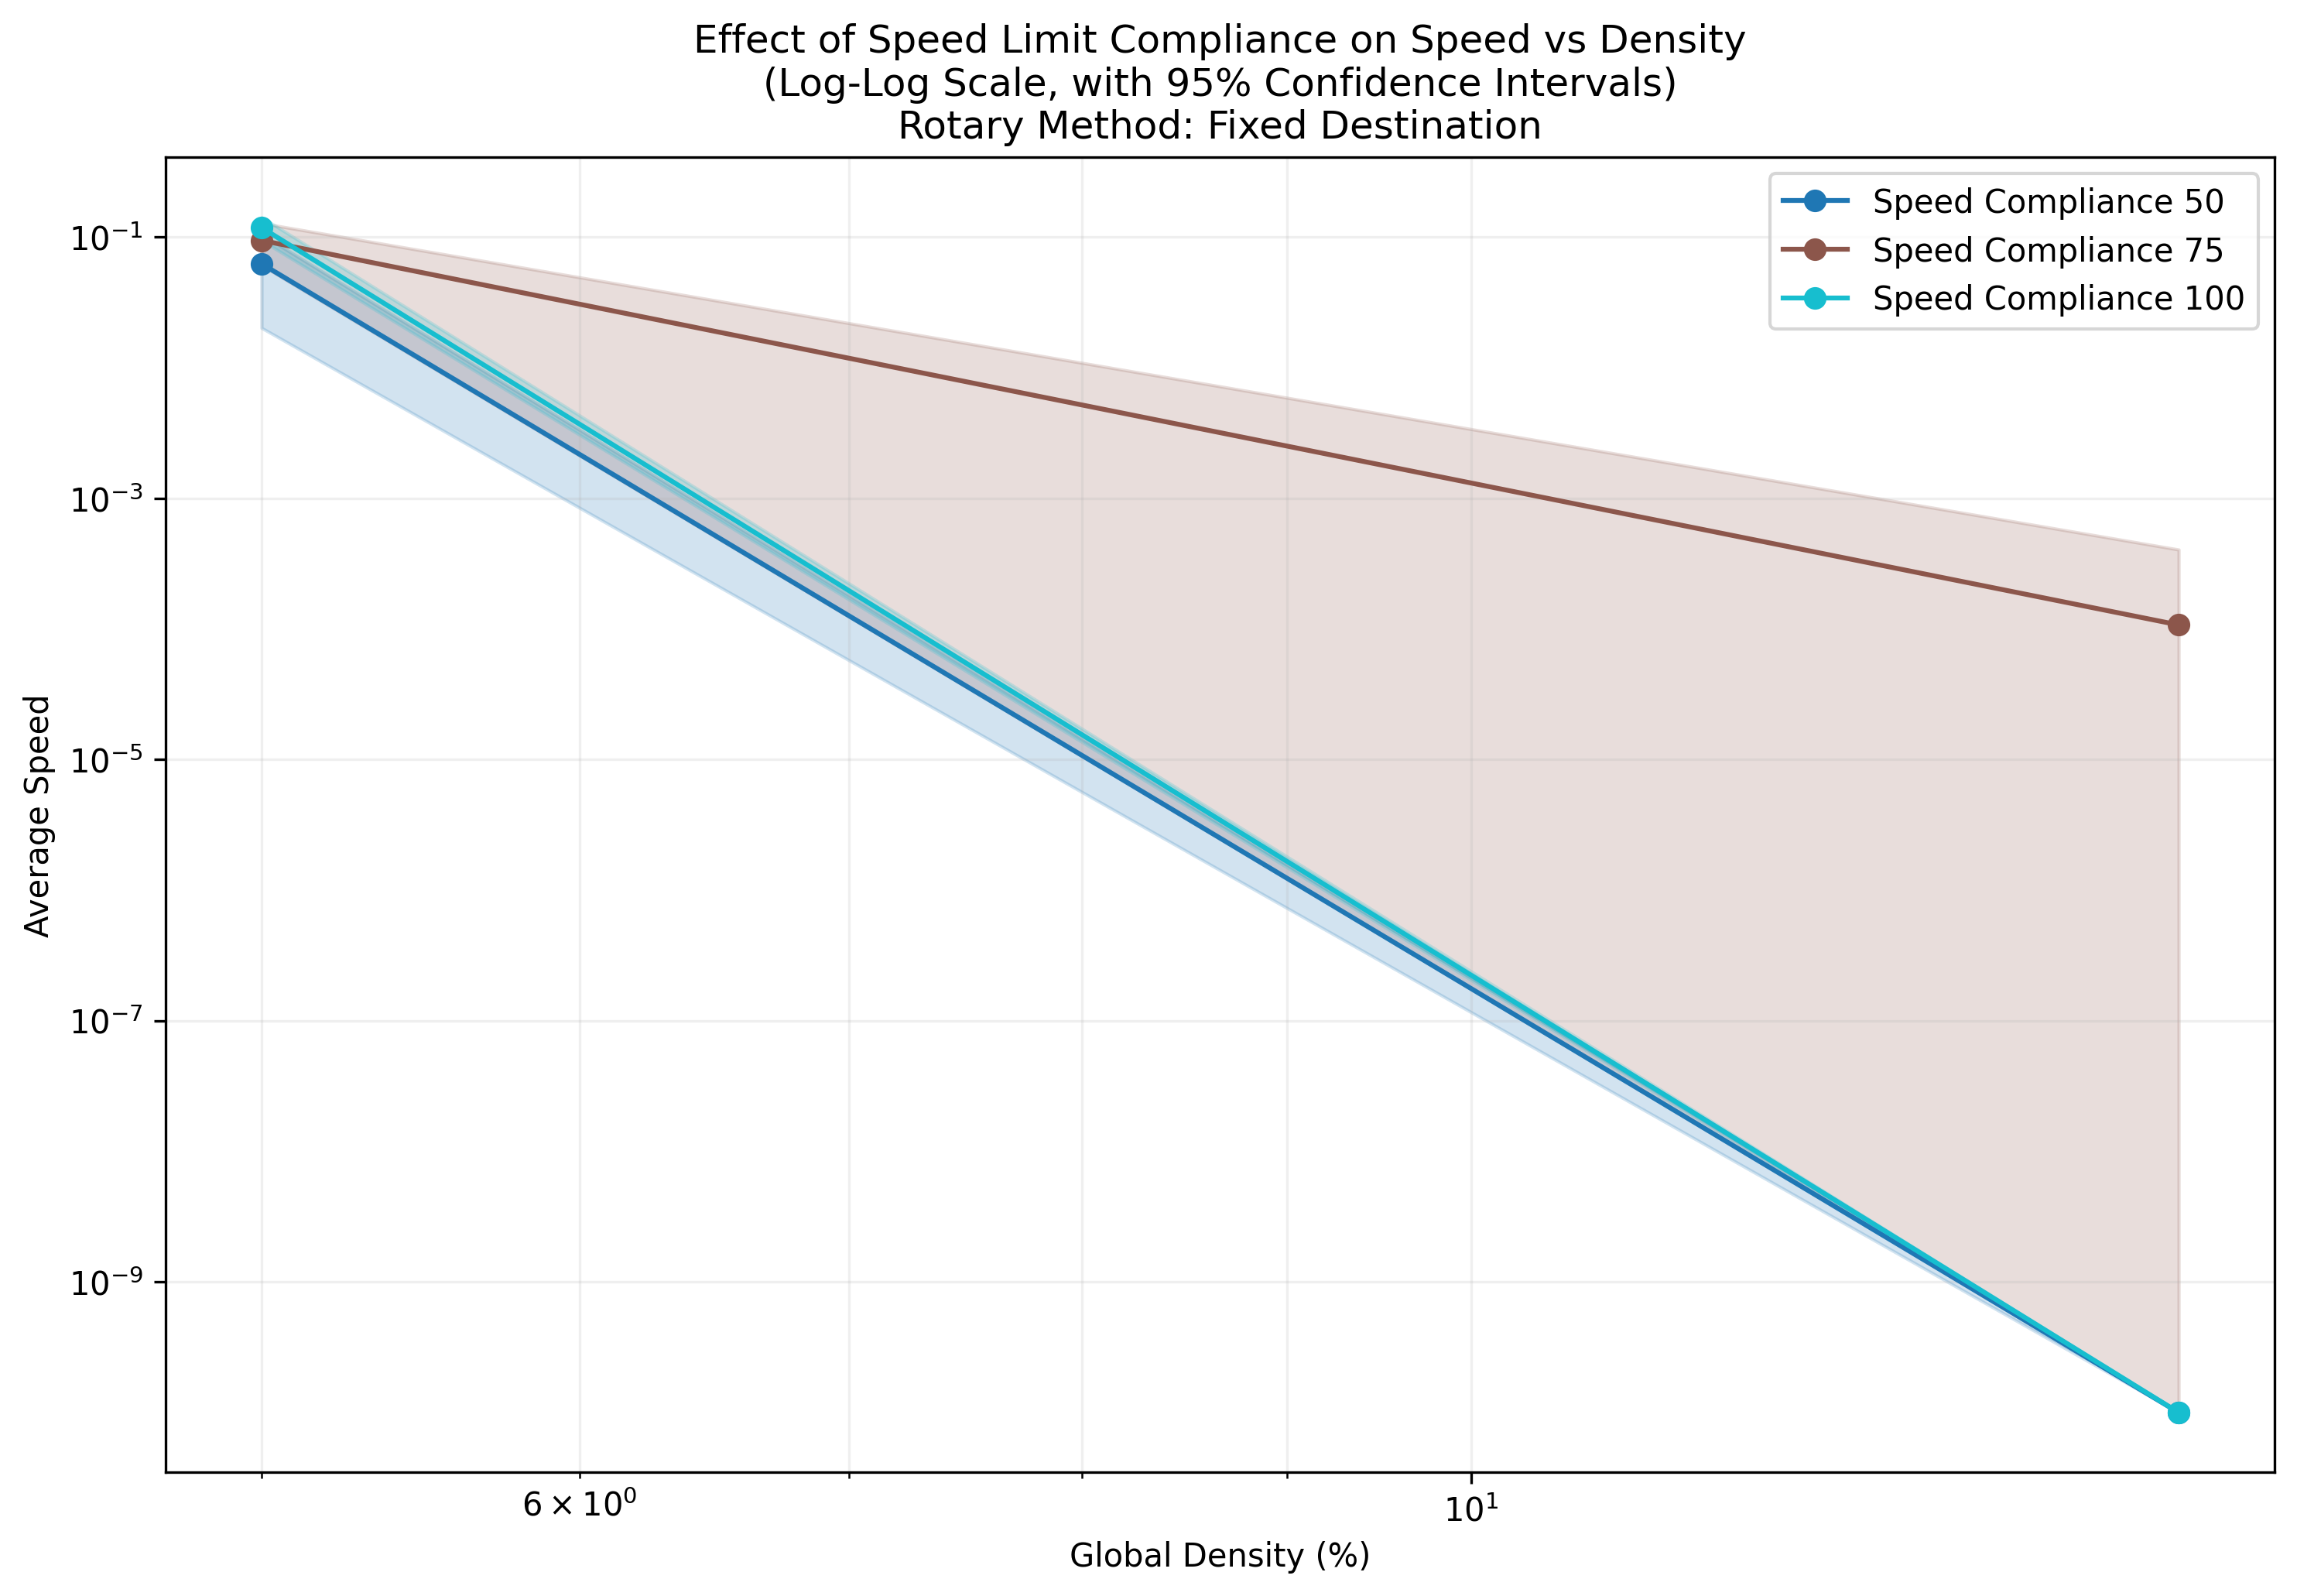 Effect of Speed Limit Compliance on Speed vs Density
(Log-Log Scale, with 95% Confidence Intervals)
Rotary Method: Fixed Destination
Speed Compliance 50
Speed Compliance 75
Speed Compliance 100
Average Speed
10⁻¹
10⁻³
10⁻⁵
10⁻⁷
10⁻⁹
6 × 10⁰
10¹
Global Density (%)